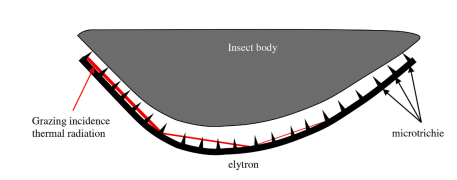 Insect body
Grazing incidence
thermal radiation
microtrichie
elytron